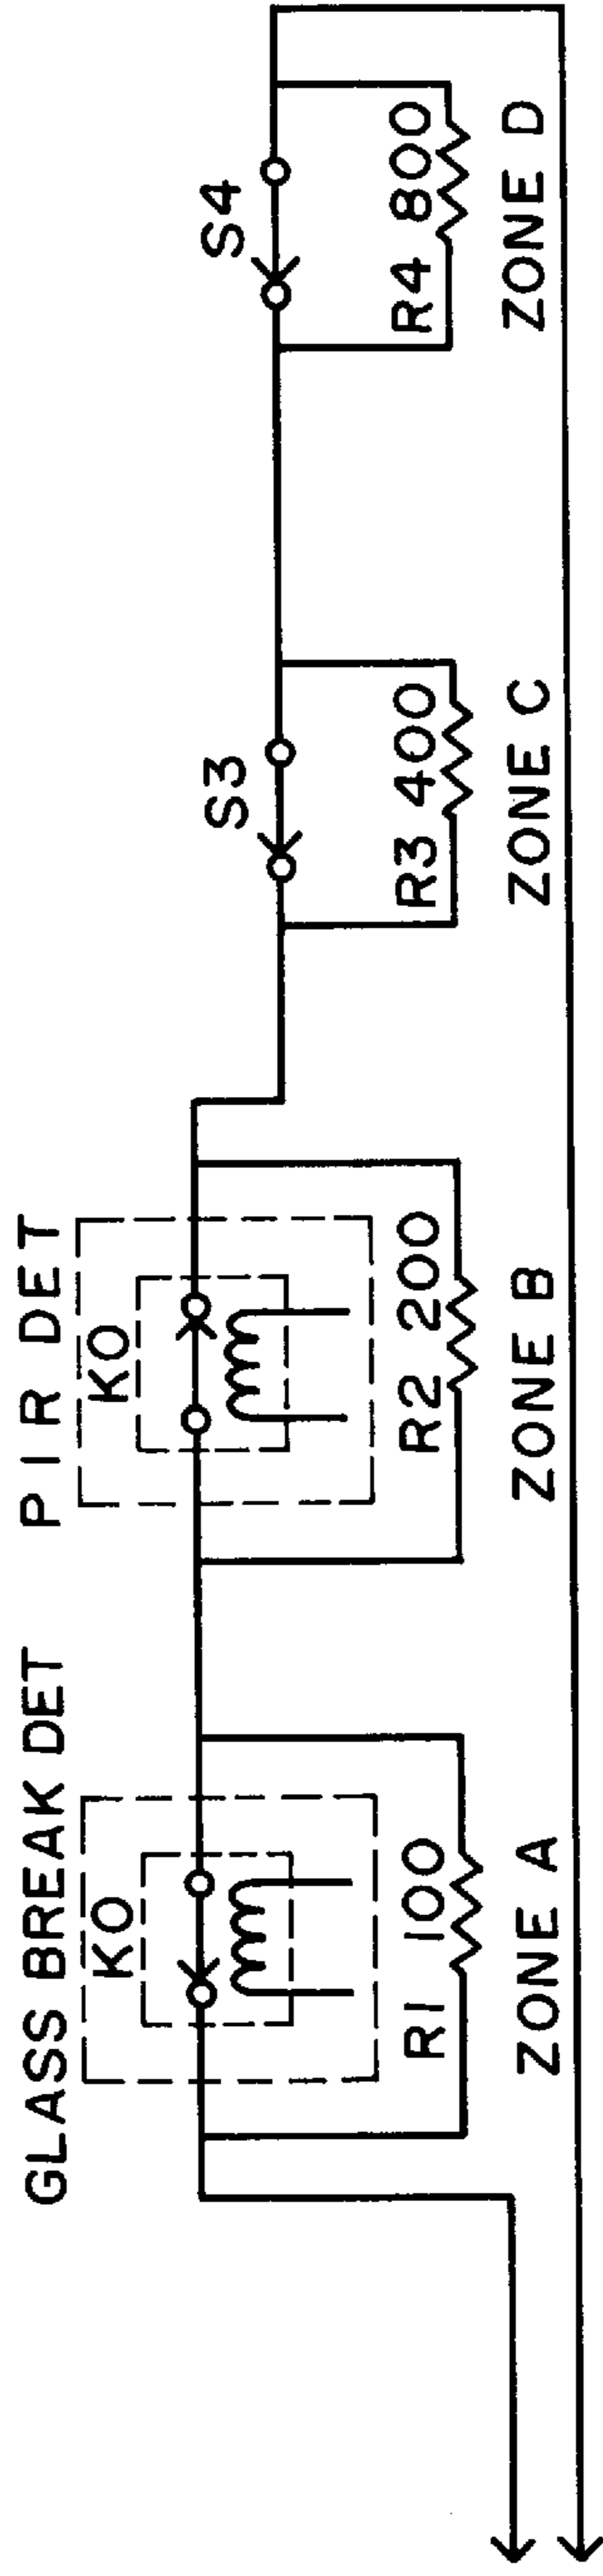 GLASS BREAK DET
PIR DET
KO
KO
S3
S4
R1 100
R2 200
R3 400
R4 800
ZONE A
ZONE B
ZONE C
ZONE D